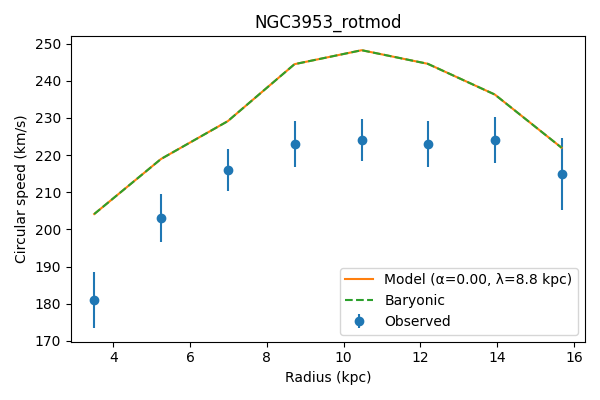 NGC3953_rotmod
Circular speed (km/s)
250
240
230
220
210
200
190
180
170
4
6
8
10
12
14
16
Radius (kpc)
Model (α=0.00, λ=8.8 kpc)
Baryonic
Observed